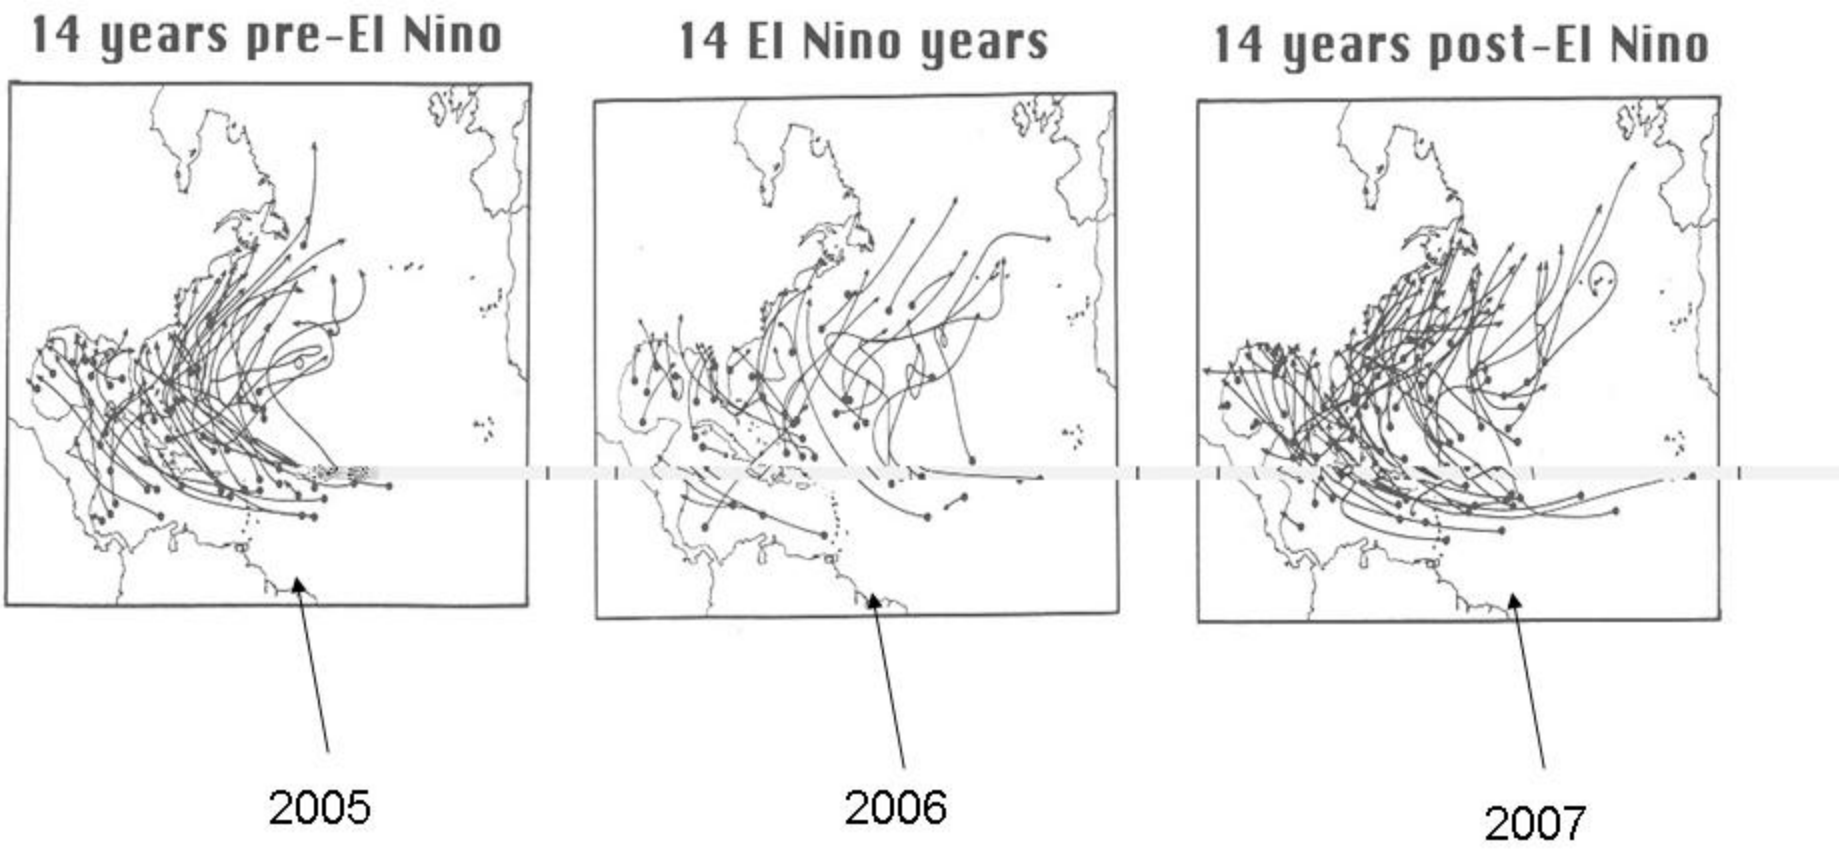 14 years pre-El Nino
14 El Nino years
14 years post-El Nino
2005
2006
2007